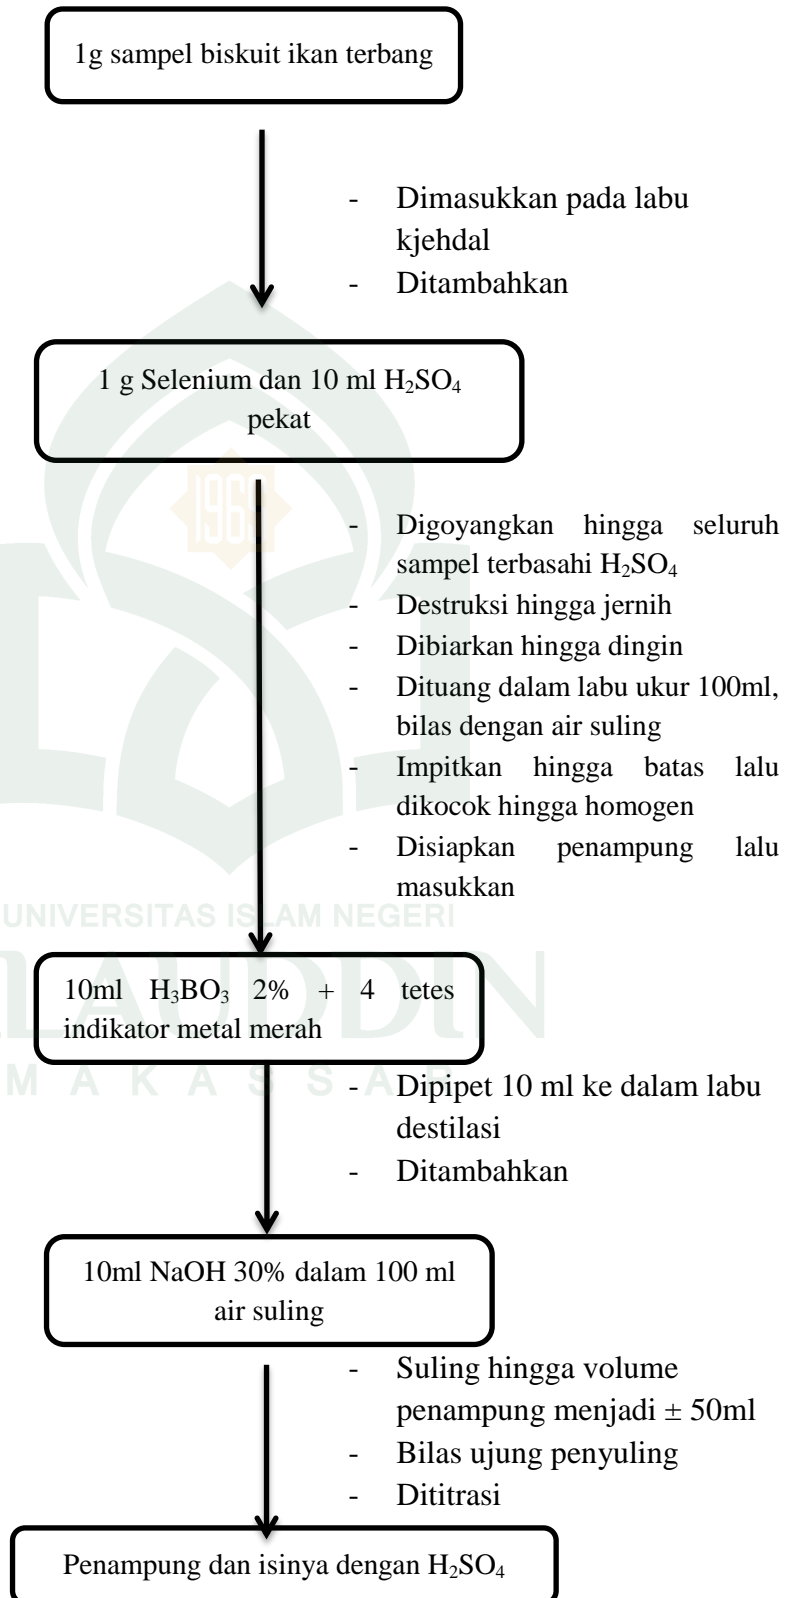 1g sampel biskuit ikan terbang
- Dimasukkan pada labu
kjehdal
- Ditambahkan
1 g Selenium dan 10 ml H₂SO₄
pekat
1965
- Digoyangkan hingga seluruh
sampel terbasahi H₂SO₄
- Destruksi hingga jernih
- Dibiarkan hingga dingin
- Dituang dalam labu ukur 100ml,
bilas dengan air suling
- Impitkan hingga batas lalu
dikocok hingga homogen
- Disiapkan penampung lalu
masukkan
UNIVERSITAS ISLAM NEGERI
10ml H₃BO₃ 2% + 4 tetes
indikator metal merah
MAKASSAR
- Dipipet 10 ml ke dalam labu
destilasi
- Ditambahkan
10ml NaOH 30% dalam 100 ml
air suling
- Suling hingga volume
penampung menjadi ± 50ml
- Bilas ujung penyuling
- Dititrasi
Penampung dan isinya dengan H₂SO₄